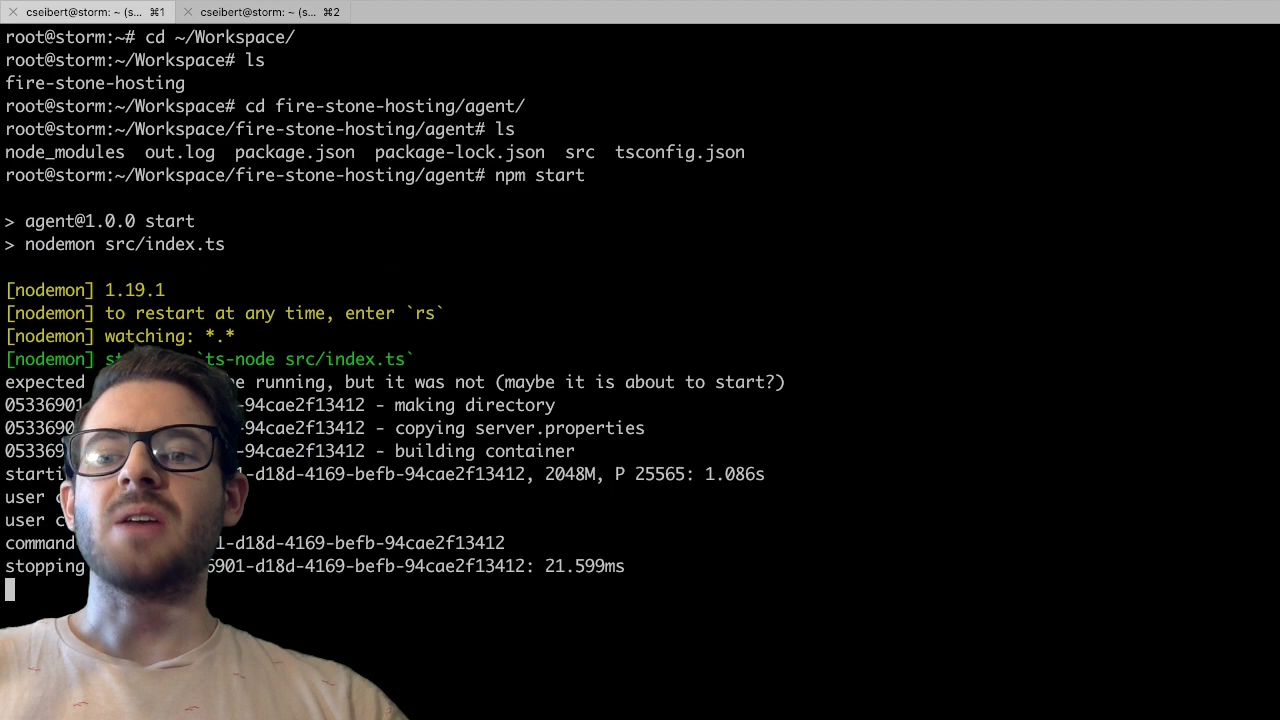 cseibert@storm: ~ (s... ⌘1 cseibert@storm: ~ (s... ⌘2
root@storm:~# cd ~/Workspace/
root@storm:~/Workspace# ls
fire-stone-hosting
root@storm:~/Workspace# cd fire-stone-hosting/agent/
root@storm:~/Workspace/fire-stone-hosting/agent# ls
node_modules out.log package.json package-lock.json src tsconfig.json
root@storm:~/Workspace/fire-stone-hosting/agent# npm start
> agent@1.0.0 start
> nodemon src/index.ts
[nodemon] 1.19.1
[nodemon] to restart at any time, enter `rs`
[nodemon] watching: *.*
[nodemon] `ts-node src/index.ts`
expected running, but it was not (maybe it is about to start?)
05336901 -94cae2f13412 - making directory
053369 -94cae2f13412 - copying server.properties
05336 -94cae2f13412 - building container
1-d18d-4169-befb-94cae2f13412, 2048M, P 25565: 1.086s
user
user
command 1-d18d-4169-befb-94cae2f13412
stopping 6901-d18d-4169-befb-94cae2f13412: 21.599ms